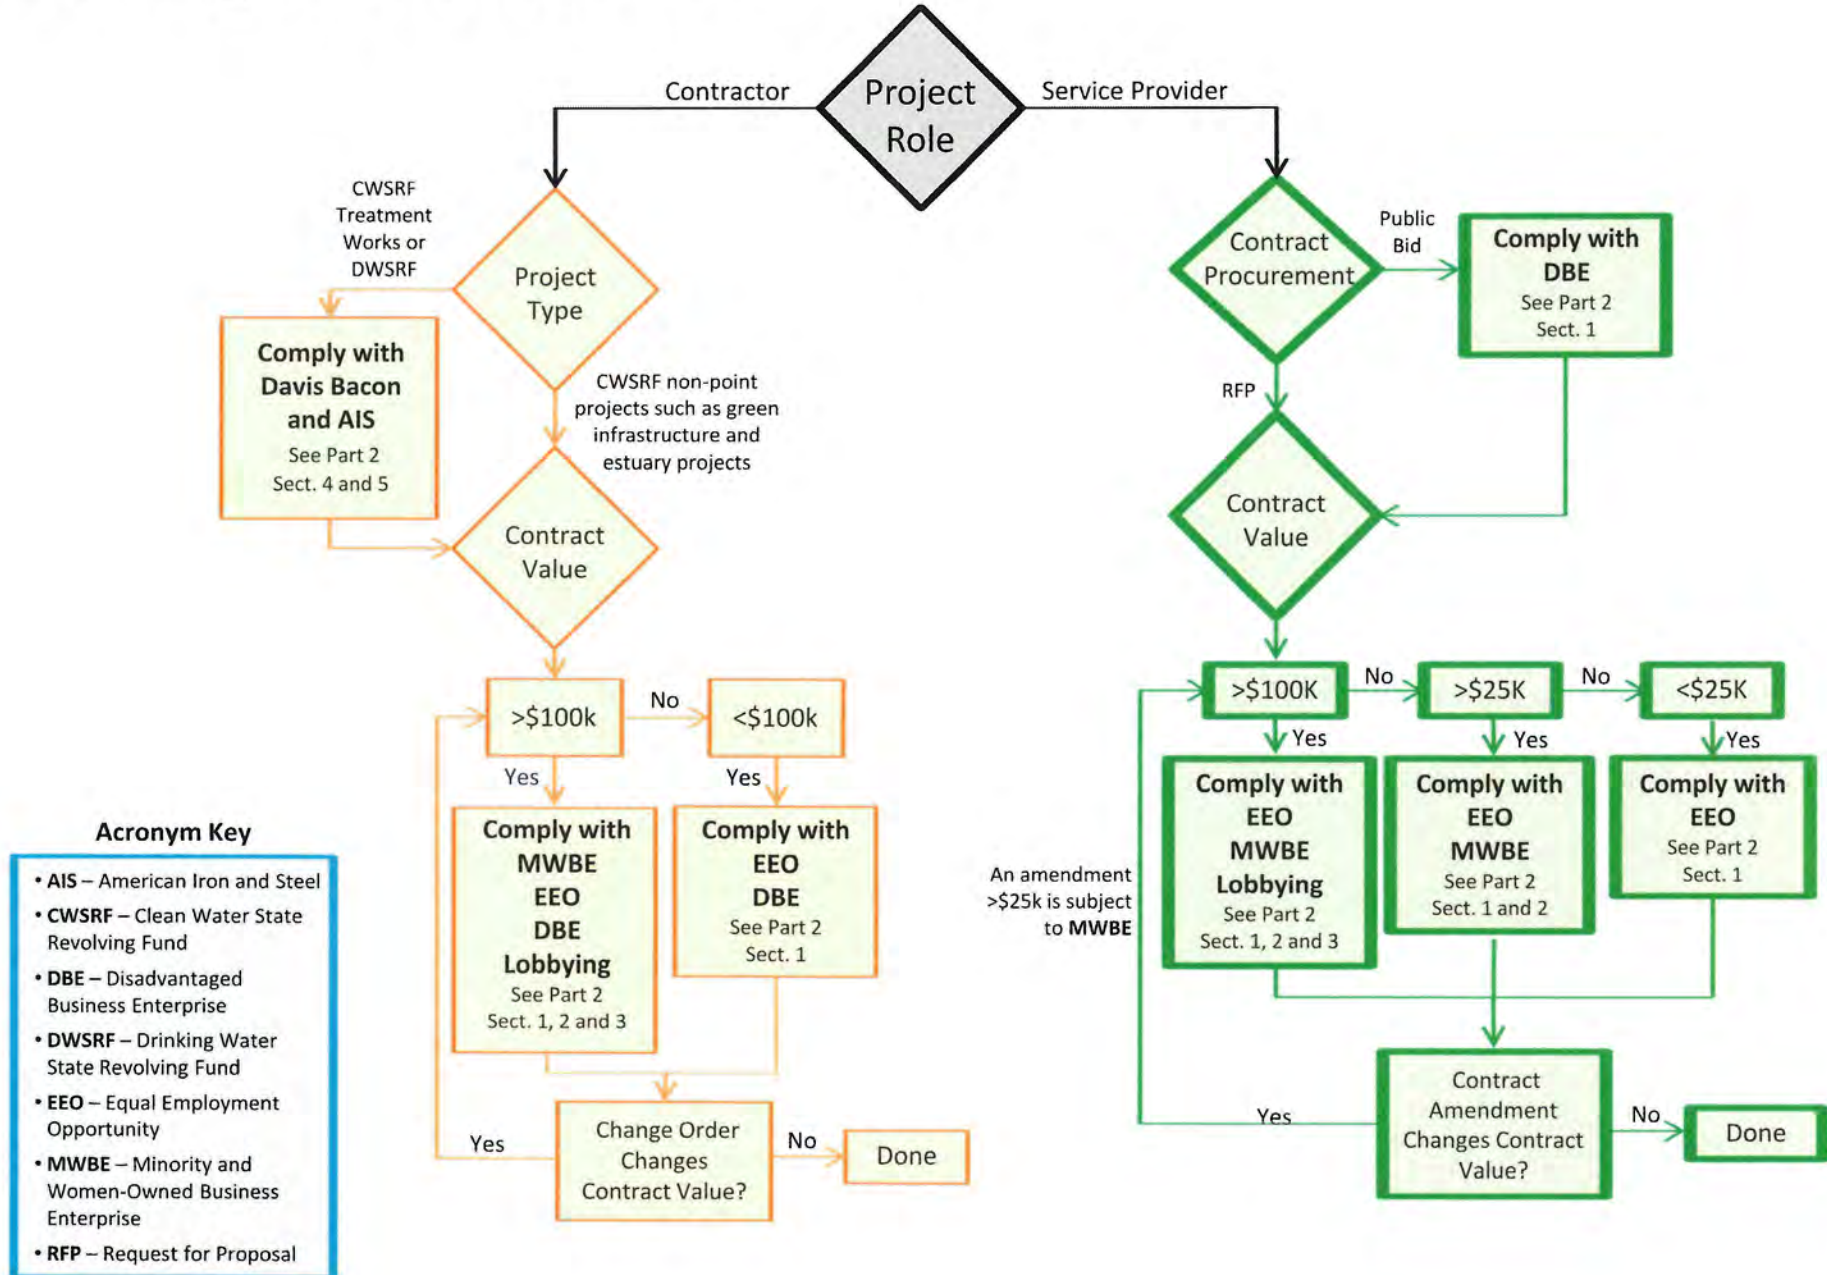 Project
Role
Contractor
Service Provider
CWSRF
Treatment
Works or
DWSRF
Project
Type
Comply with
Davis Bacon
and AIS
See Part 2
Sect. 4 and 5
CWSRF non-point
projects such as green
infrastructure and
estuary projects
Contract
Value
>$100k
No
<$100k
Yes
Yes
Comply with
MWBE
EEO
DBE
Lobbying
See Part 2
Sect. 1, 2 and 3
Comply with
EEO
DBE
See Part 2
Sect. 1
Change Order
Changes
Contract Value?
Yes
No
Done
Contract
Procurement
Public
Bid
Comply with
DBE
See Part 2
Sect. 1
RFP
Contract
Value
>$100K
No
>$25K
No
<$25K
Yes
Yes
Yes
Comply with
EEO
MWBE
Lobbying
See Part 2
Sect. 1, 2 and 3
Comply with
EEO
MWBE
See Part 2
Sect. 1 and 2
Comply with
EEO
See Part 2
Sect. 1
An amendment
>$25k is subject
to MWBE
Contract
Amendment
Changes Contract
Value?
Yes
No
Done
Acronym Key
• AIS – American Iron and Steel
• CWSRF – Clean Water State
Revolving Fund
• DBE – Disadvantaged
Business Enterprise
• DWSRF – Drinking Water
State Revolving Fund
• EEO – Equal Employment
Opportunity
• MWBE – Minority and
Women-Owned Business
Enterprise
• RFP – Request for Proposal